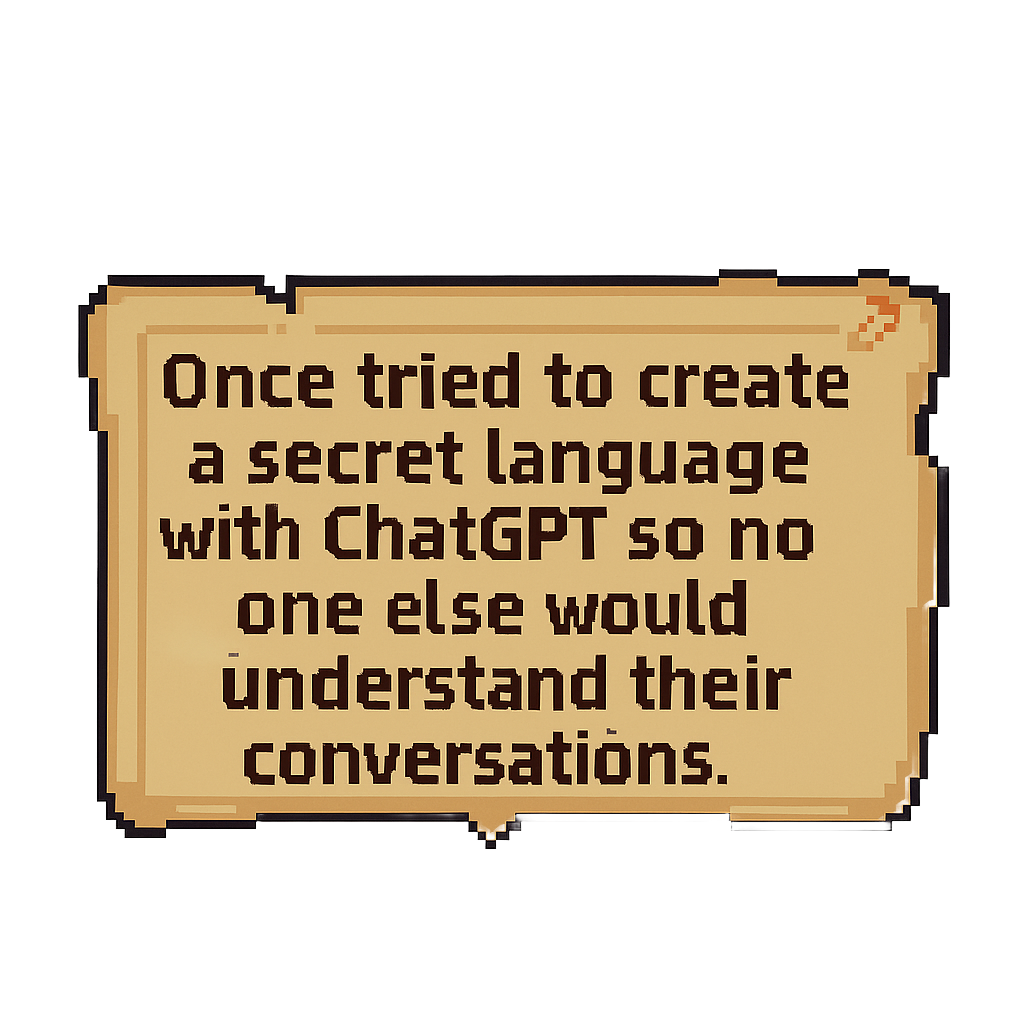 Once tried to create
a secret language
with ChatGPT so no
one else would
understand their
conversations.